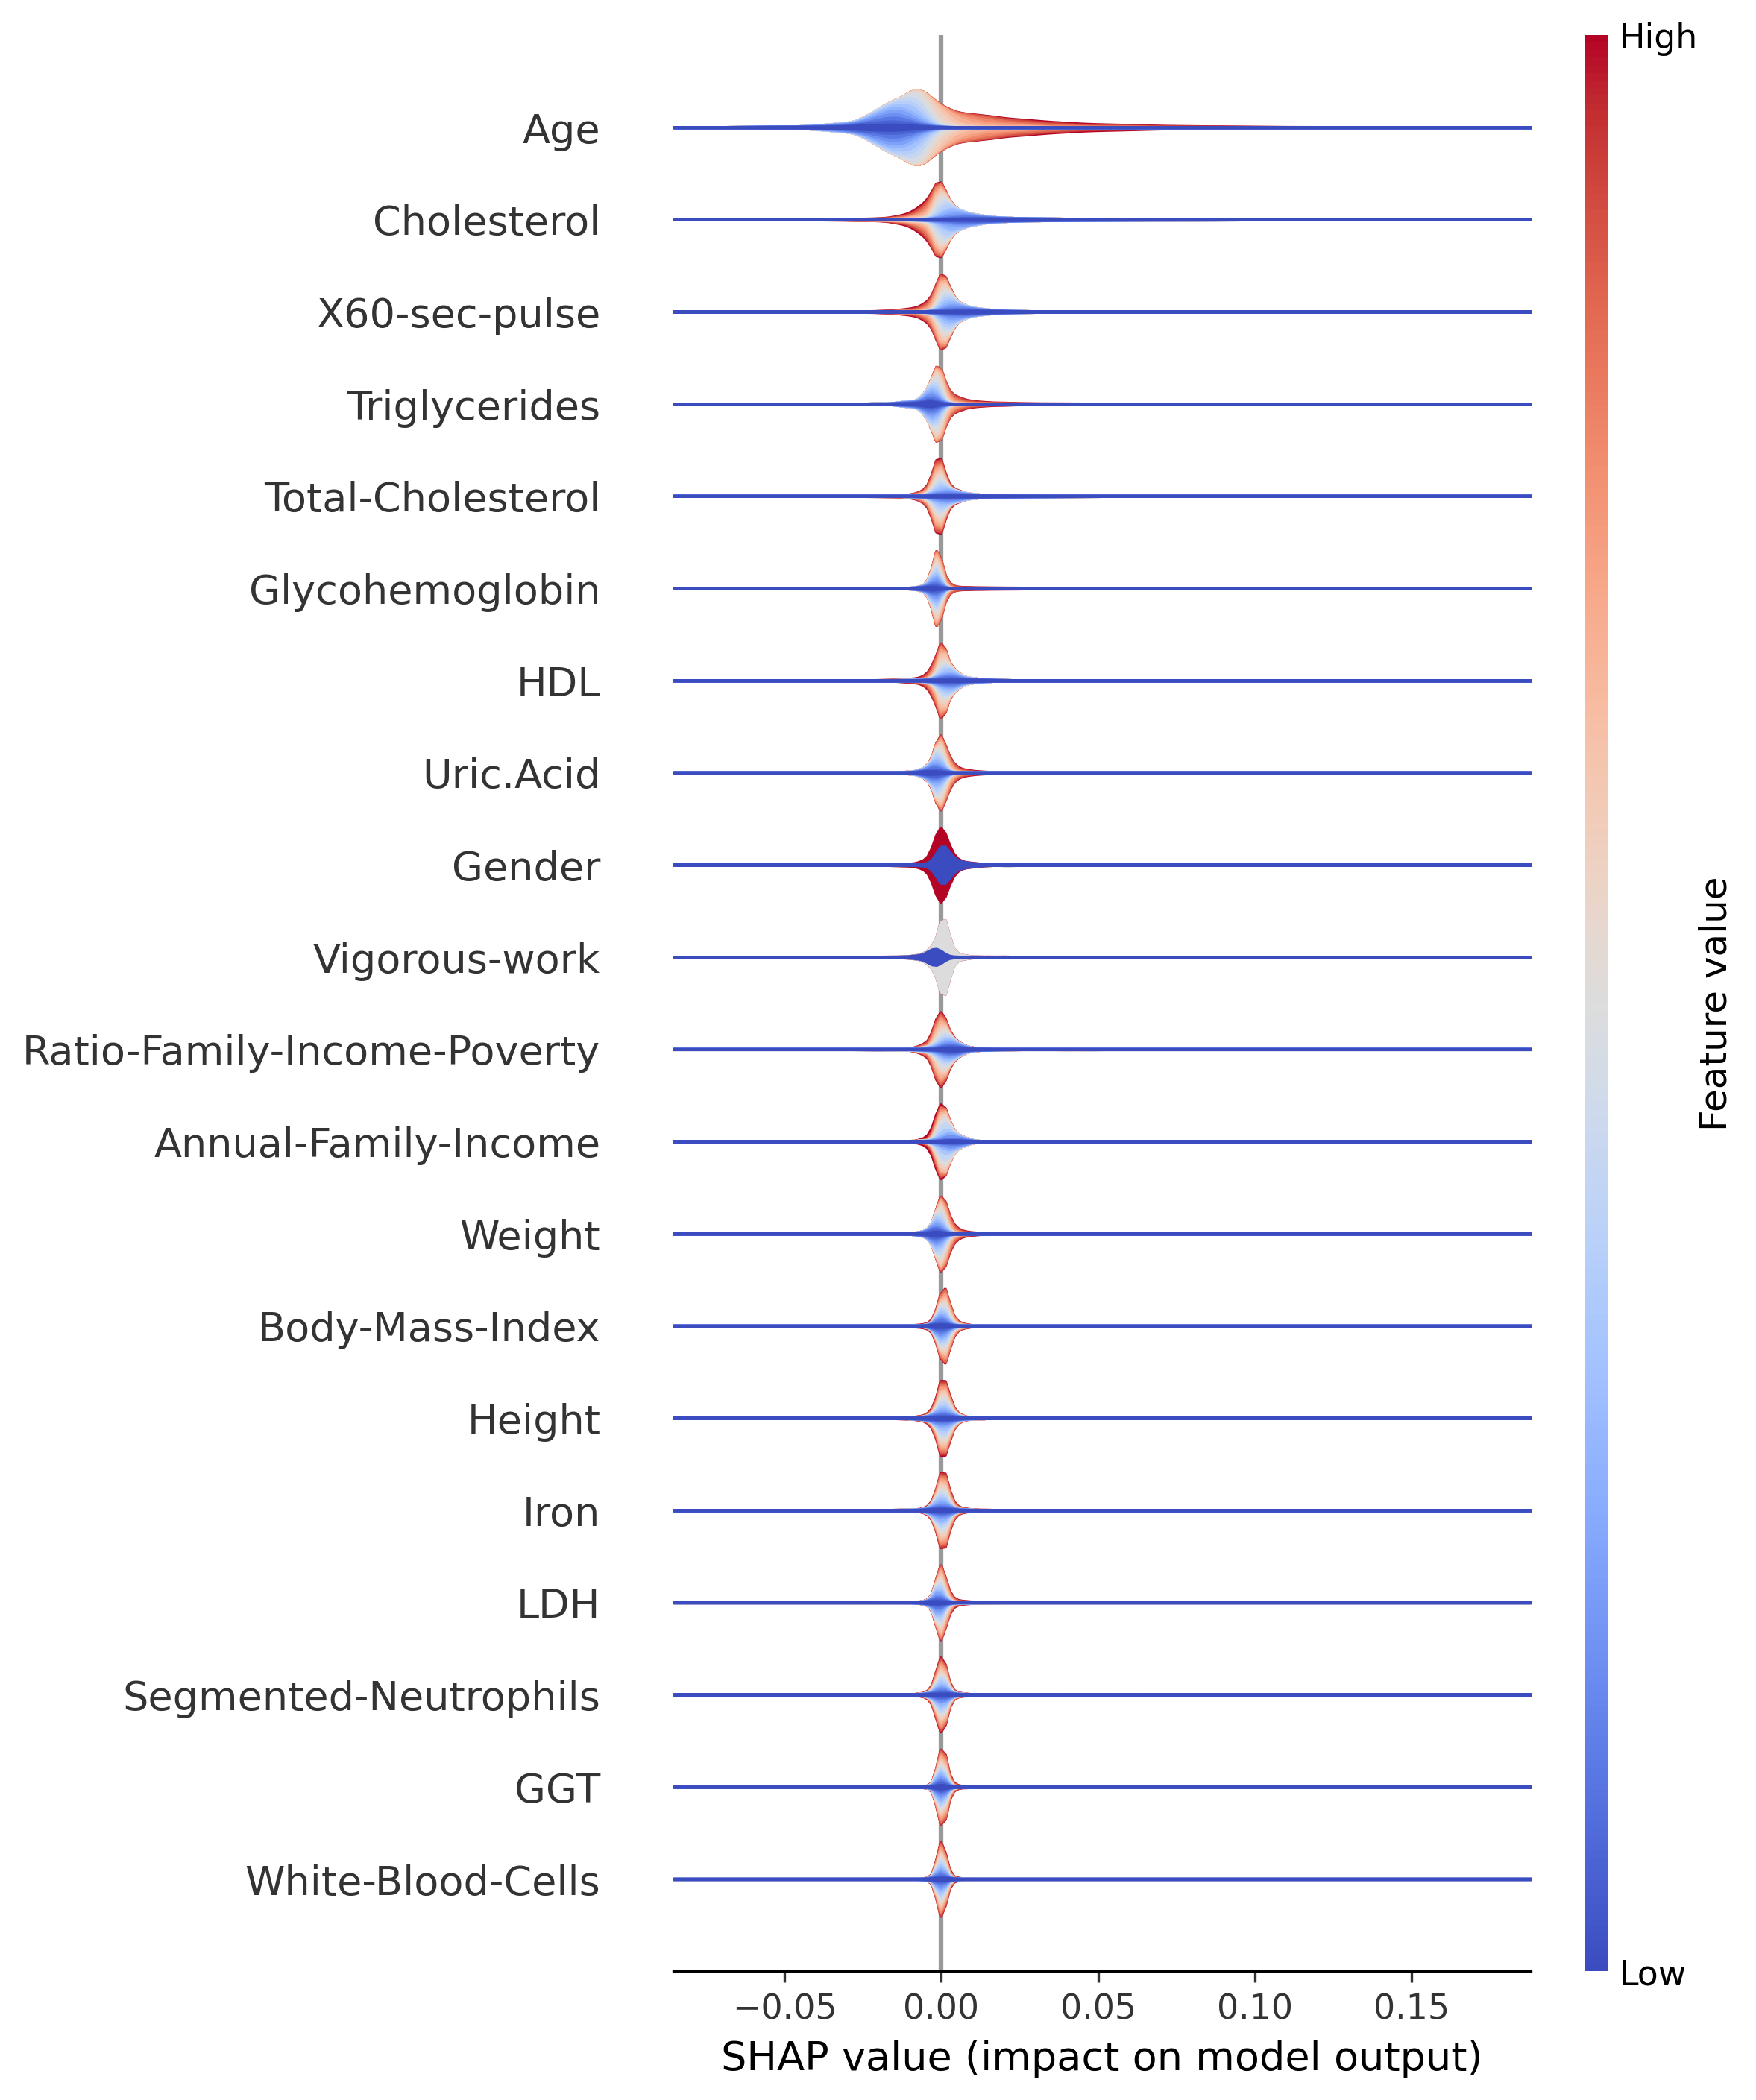 High
Age
Cholesterol
X60-sec-pulse
Triglycerides
Total-Cholesterol
Glycohemoglobin
HDL
Uric.Acid
Gender
Vigorous-work
Ratio-Family-Income-Poverty
Annual-Family-Income
Weight
Body-Mass-Index
Height
Iron
LDH
Segmented-Neutrophils
GGT
White-Blood-Cells
Feature value
Low
−0.05 0.00 0.05 0.10 0.15
SHAP value (impact on model output)